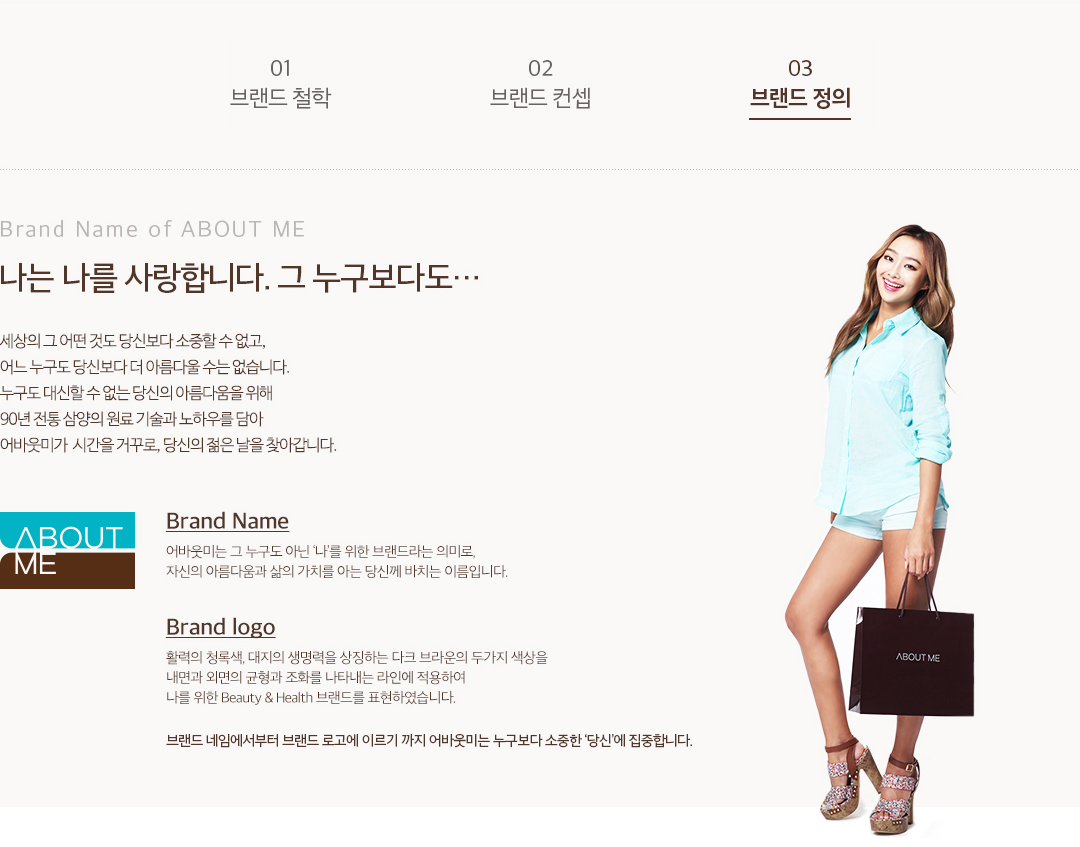 01
브랜드 철학
02
브랜드 컨셉
03
브랜드 정의
Brand Name of ABOUT ME
나는 나를 사랑합니다. 그 누구보다도…
세상의 그 어떤 것도 당신보다 소중할 수 없고,
어느 누구도 당신보다 더 아름다울 수는 없습니다.
누구도 대신할 수 없는 당신의 아름다움을 위해
90년 전통 삼양의 원료 기술과 노하우를 담아
어바웃미가 시간을 거꾸로, 당신의 젊은 날을 찾아갑니다.
ABOUT
ME
Brand Name
어바웃미는 그 누구도 아닌 ‘나’를 위한 브랜드라는 의미로,
자신의 아름다움과 삶의 가치를 아는 당신께 바치는 이름입니다.
Brand logo
활력의 청록색, 대지의 생명력을 상징하는 다크 브라운의 두가지 색상을
내면과 외면의 균형과 조화를 나타내는 라인에 적용하여
나를 위한 Beauty & Health 브랜드를 표현하였습니다.
브랜드 네임에서부터 브랜드 로고에 이르기 까지 어바웃미는 누구보다 소중한 ‘당신’에 집중합니다.
ABOUT ME